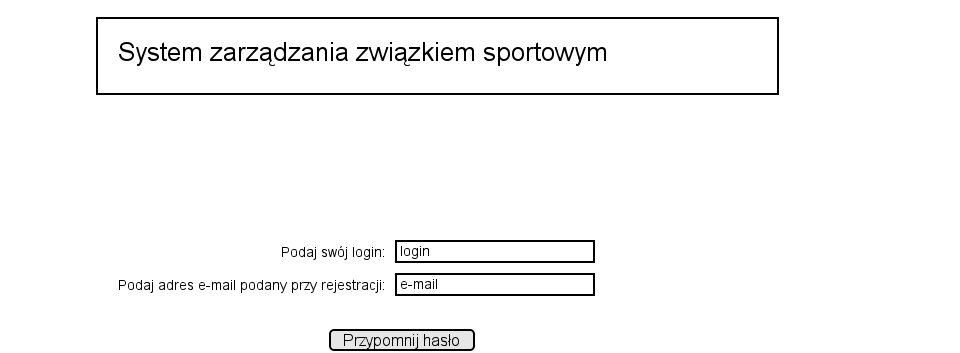 System zarządzania związkiem sportowym
Podaj swój login: login
Podaj adres e-mail podany przy rejestracji: e-mail
Przypomnij hasło